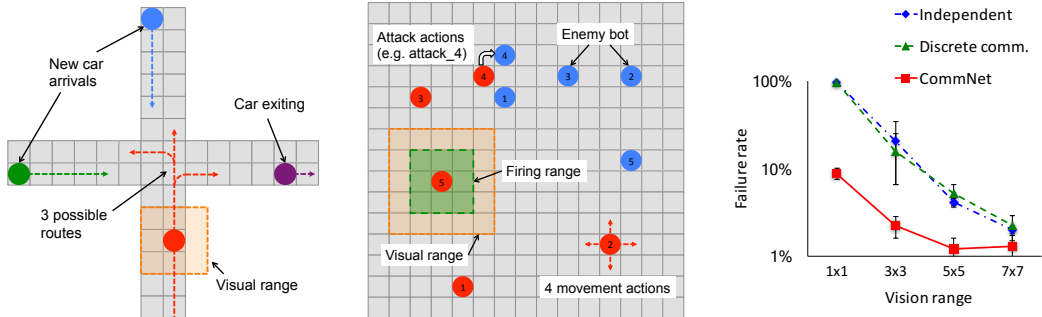 New car
arrivals
Car exiting
3 possible
routes
Visual range
Attack actions
(e.g. attack_4)
Enemy bot
4
4
3
2
3
1
5
5
Firing range
Visual range
2
1
4 movement actions
Independent
Discrete comm.
CommNet
100%
10%
1%
Failure rate
1x1
3x3
5x5
7x7
Vision range